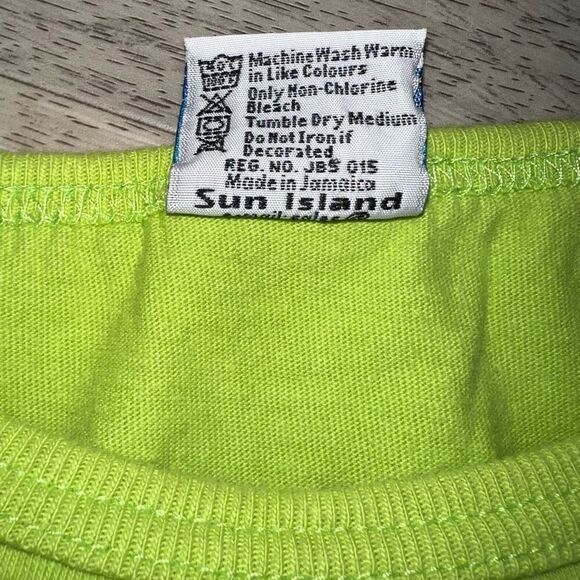 Machine Wash Warm
in Like Colours
Only Non-Chlorine
Bleach
Tumble Dry Medium
Do Not Iron if
Decorated
REG. NO. JBS 015
Made in Jamaica
Sun Island